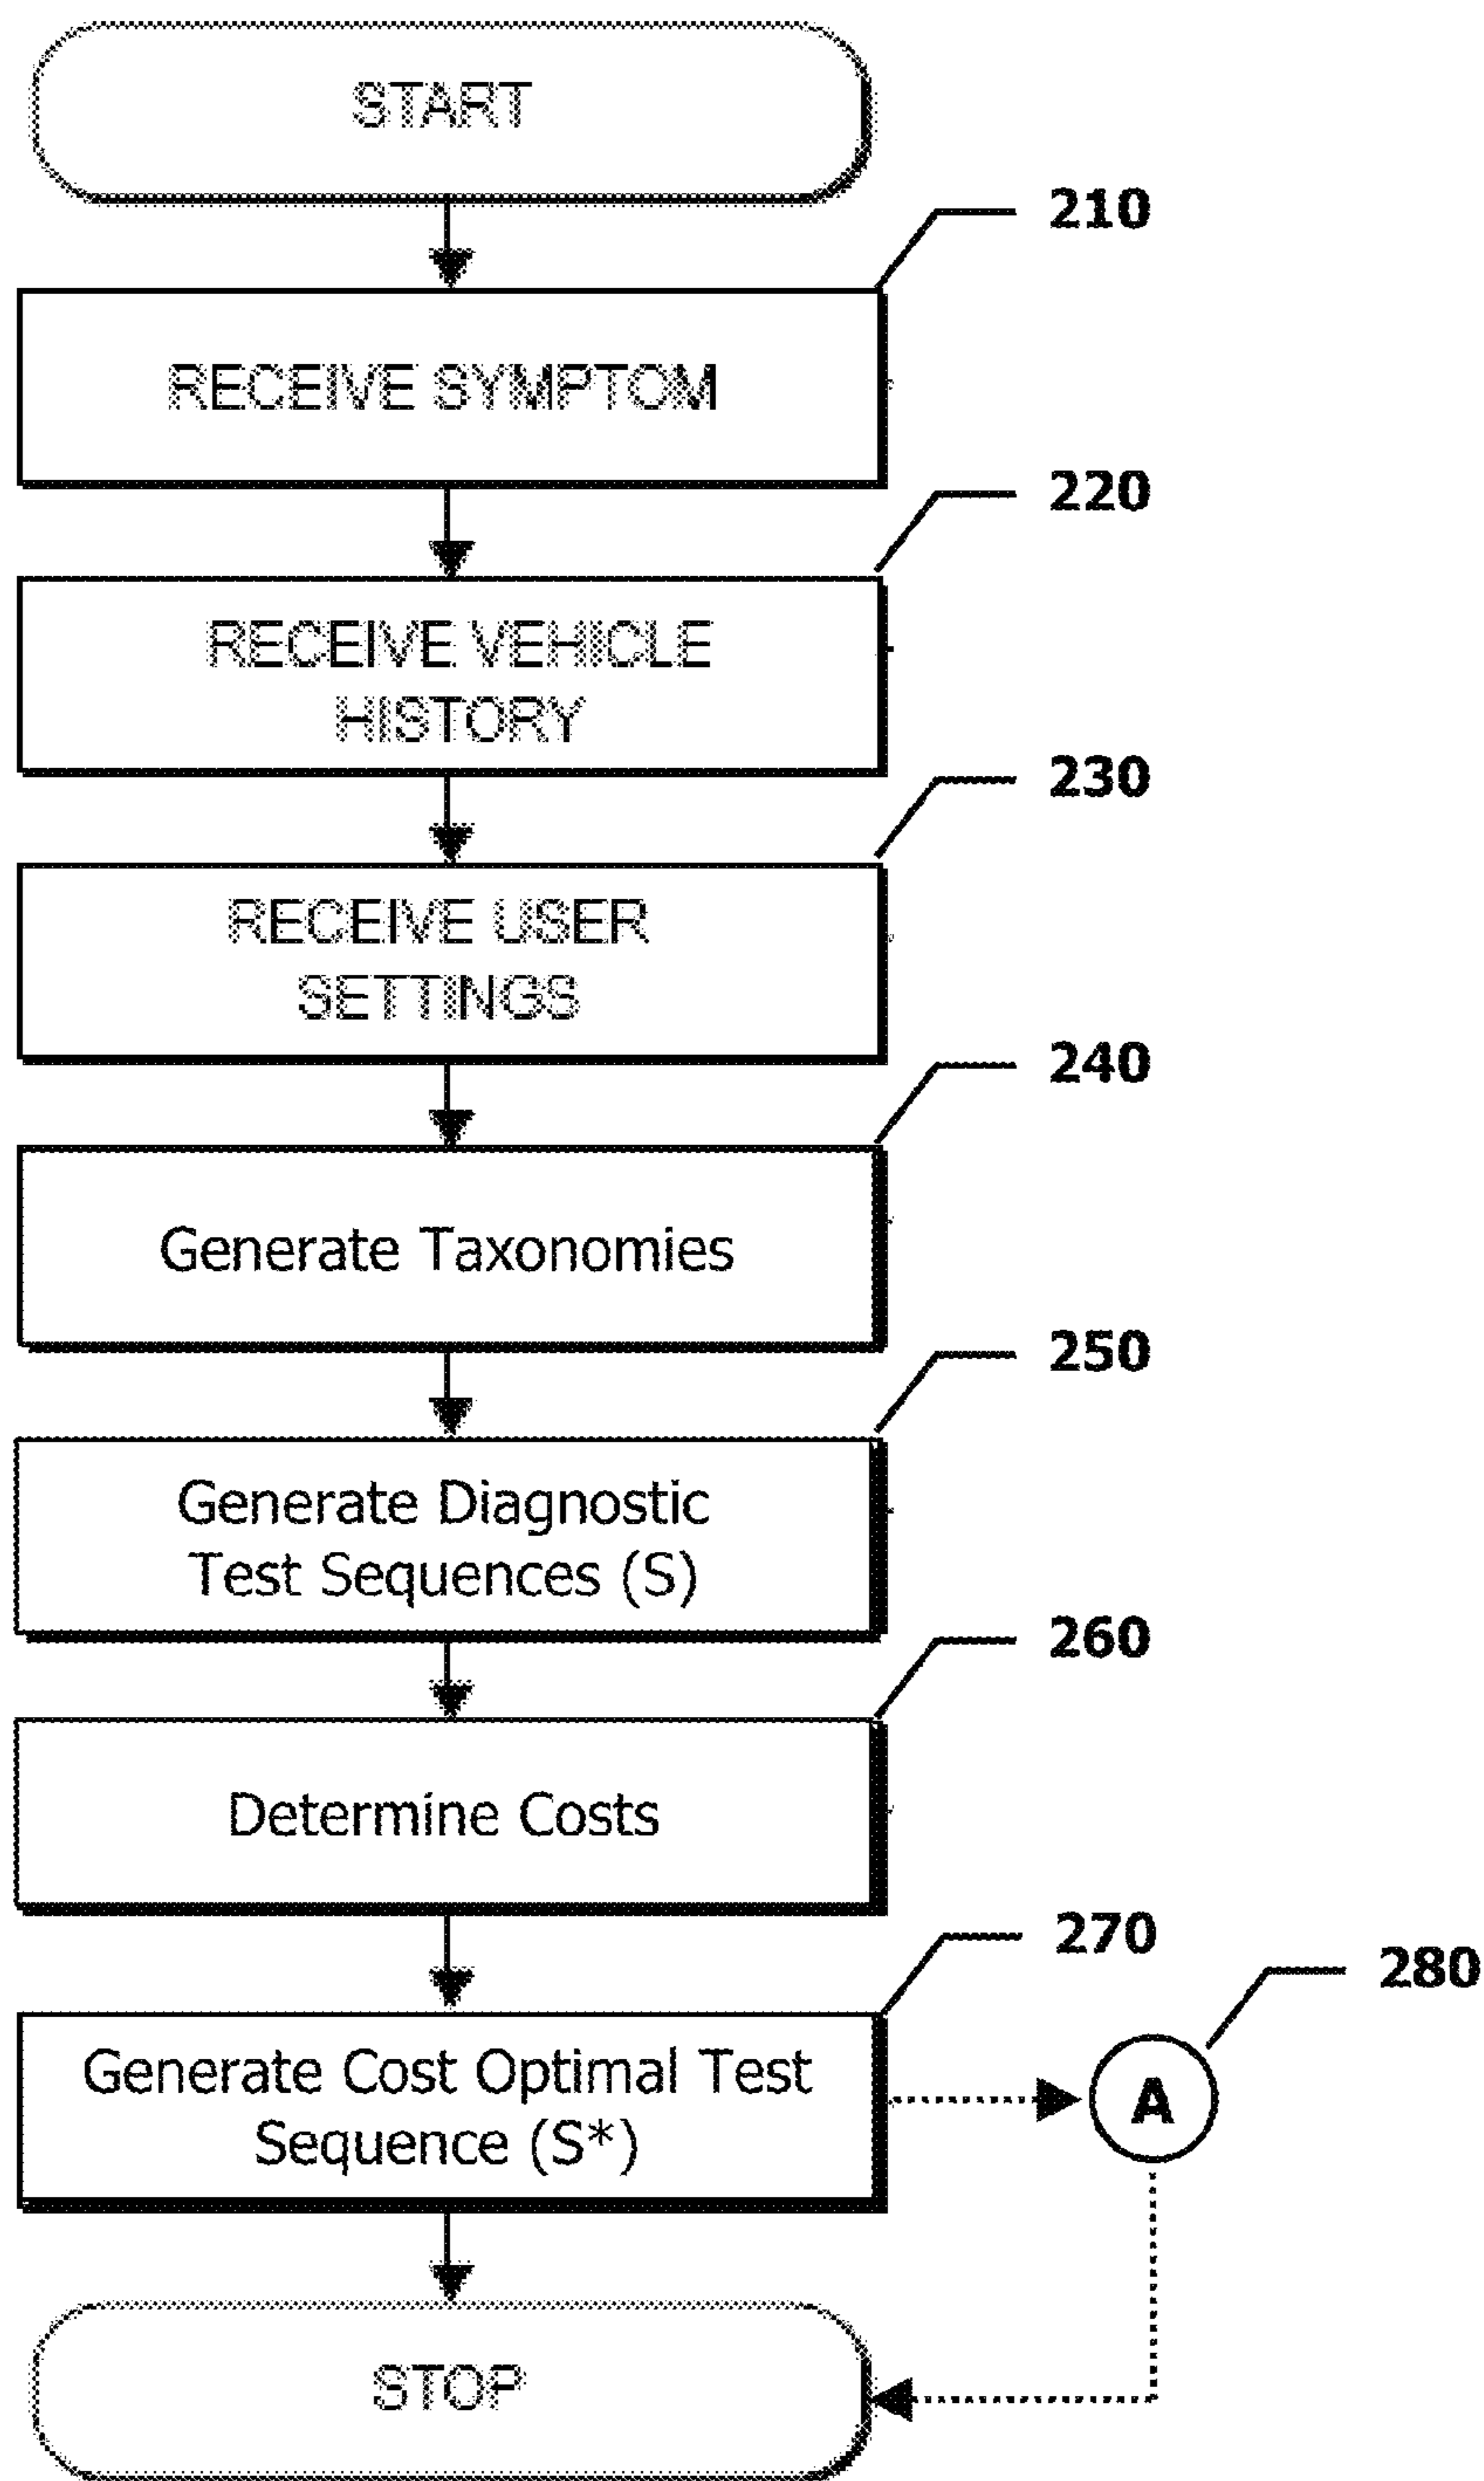 START
210
RECEIVE SYMPTOM
220
RECEIVE VEHICLE
HISTORY
230
RECEIVE USER
SETTINGS
240
Generate Taxonomies
250
Generate Diagnostic
Test Sequences (S)
260
Determine Costs
270
280
Generate Cost Optimal Test
Sequence (S*)
A
STOP